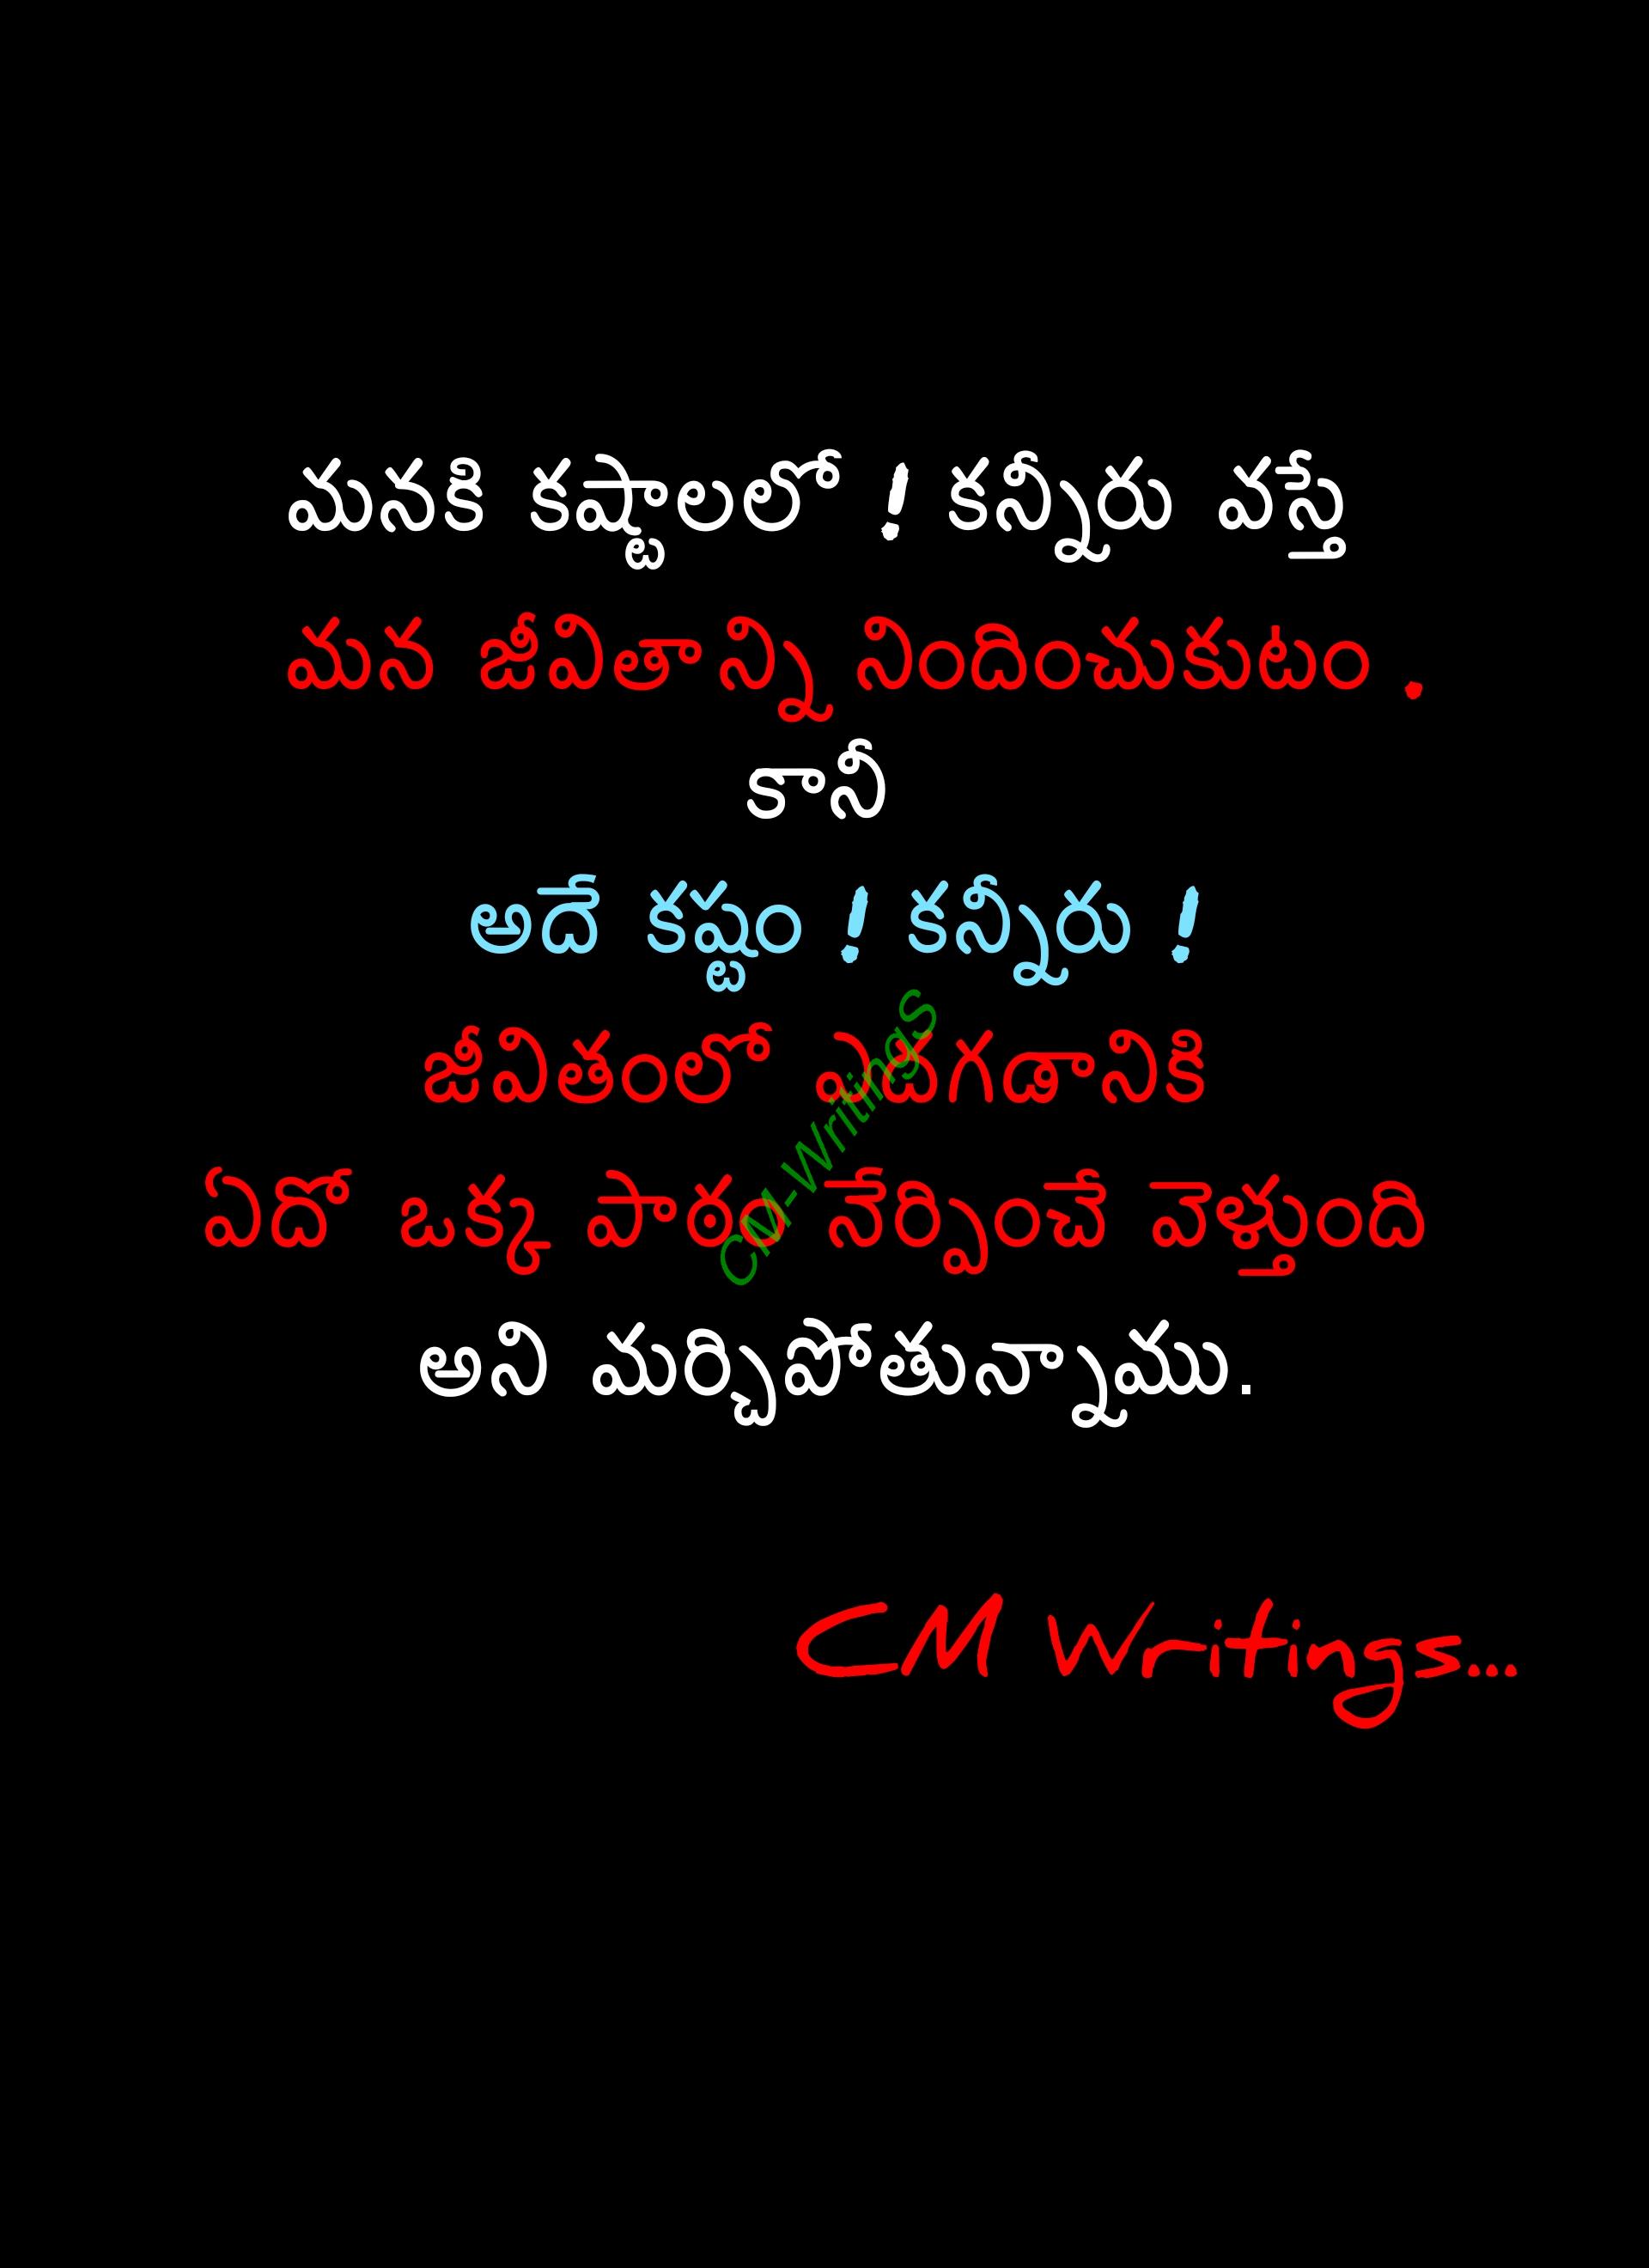 మనకి కష్టాలలో ! కన్నీరు వస్తే
మన జీవితాన్ని నిందించుకుటం .
కానీ
అదే కష్టం ! కన్నీరు !
జీవితంలో ఎదగడానికి
ఏదో ఒక్క పాఠం నేర్పించే వెళ్తుంది
అని మర్చిపోతున్నాము.
CM-Writings
CM Writings...